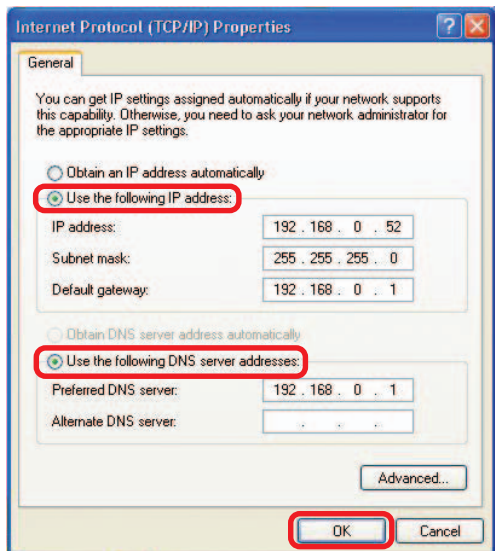 Internet Protocol (TCP/IP) Properties
General
You can get IP settings assigned automatically if your network supports
this capability. Otherwise, you need to ask your network administrator for
the appropriate IP settings.
Obtain an IP address automatically
Use the following IP address:
IP address: 192 . 168 . 0 . 52
Subnet mask: 255 . 255 . 255 . 0
Default gateway: 192 . 168 . 0 . 1
Obtain DNS server address automatically
Use the following DNS server addresses:
Preferred DNS server: 192 . 168 . 0 . 1
Alternate DNS server: . . .
Advanced...
OK Cancel